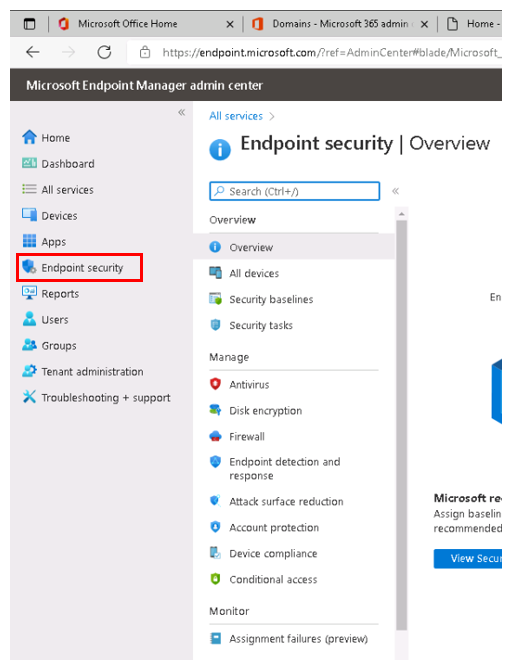 Microsoft Office Home
Domains - Microsoft 365 admin
Home -
https://endpoint.microsoft.com/?ref=AdminCenter#blade/Microsoft_
Microsoft Endpoint Manager admin center
Home
Dashboard
All services
Devices
Apps
Endpoint security
Reports
Users
Groups
Tenant administration
Troubleshooting + support
All services >
Endpoint security | Overview
Search (Ctrl+/)
Overview
Overview
All devices
Security baselines
Security tasks
Manage
Antivirus
Disk encryption
Firewall
Endpoint detection and
response
Attack surface reduction
Account protection
Device compliance
Conditional access
Monitor
Assignment failures (preview)
En
Microsoft re
Assign baselin
recommended
View Secur